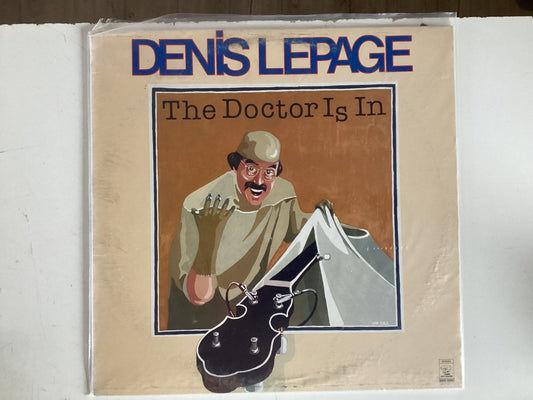 DENiS LEPAGE
The Doctor Is In